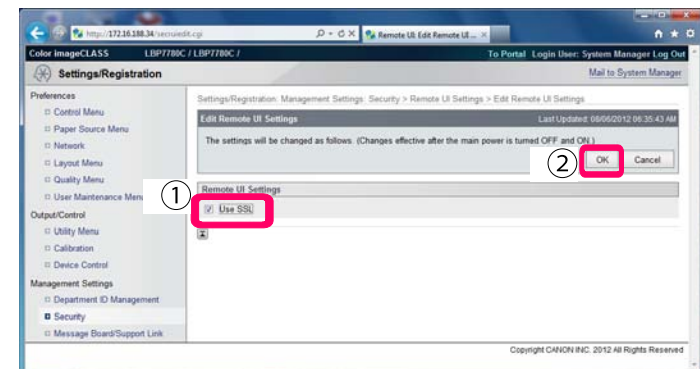 http://172.16.188.34/secruiedit.cgi
Remote UI: Edit Remote UI ...
Color imageCLASS LBP7780C / LBP7780C /
To Portal Login User: System Manager Log Out
Settings/Registration
Mail to System Manager
Preferences
Control Menu
Paper Source Menu
Network
Layout Menu
Quality Menu
User Maintenance Menu
Output/Control
Utility Menu
Calibration
Device Control
Management Settings
Department ID Management
Security
Message Board/Support Link
Settings/Registration: Management Settings: Security > Remote UI Settings > Edit Remote UI Settings
Edit Remote UI Settings
Last Updated: 08/06/2012 06:35:43 AM
The settings will be changed as follows. (Changes effective after the main power is turned OFF and ON.)
② OK Cancel
Remote UI Settings
① Use SSL
Copyright CANON INC. 2012 All Rights Reserved